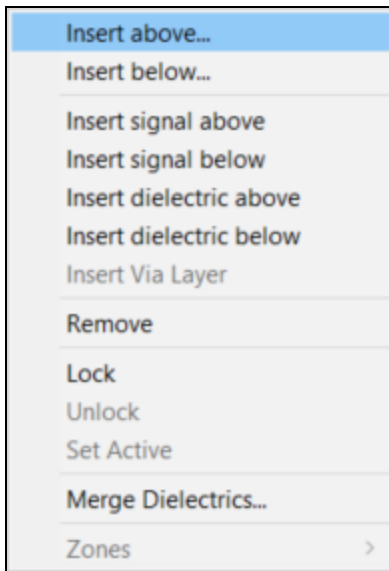 Insert above...
Insert below...
Insert signal above
Insert signal below
Insert dielectric above
Insert dielectric below
Insert Via Layer
Remove
Lock
Unlock
Set Active
Merge Dielectrics...
Zones